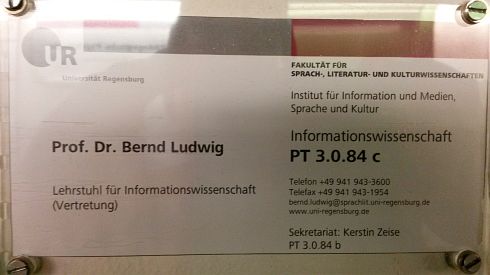 UR
Universität Regensburg
Prof. Dr. Bernd Ludwig
Lehrstuhl für Informationswissenschaft
(Vertretung)
FAKULTÄT FÜR
SPRACH-, LITERATUR- UND KULTURWISSENSCHAFTEN
Institut für Information und Medien,
Sprache und Kultur
Informationswissenschaft
PT 3.0.84 c
Telefon +49 941 943-3600
Telefax +49 941 943-1954
bernd.ludwig@sprachlit.uni-regensburg.de
www.uni-regensburg.de
Sekretariat: Kerstin Zeise
PT 3.0.84 b